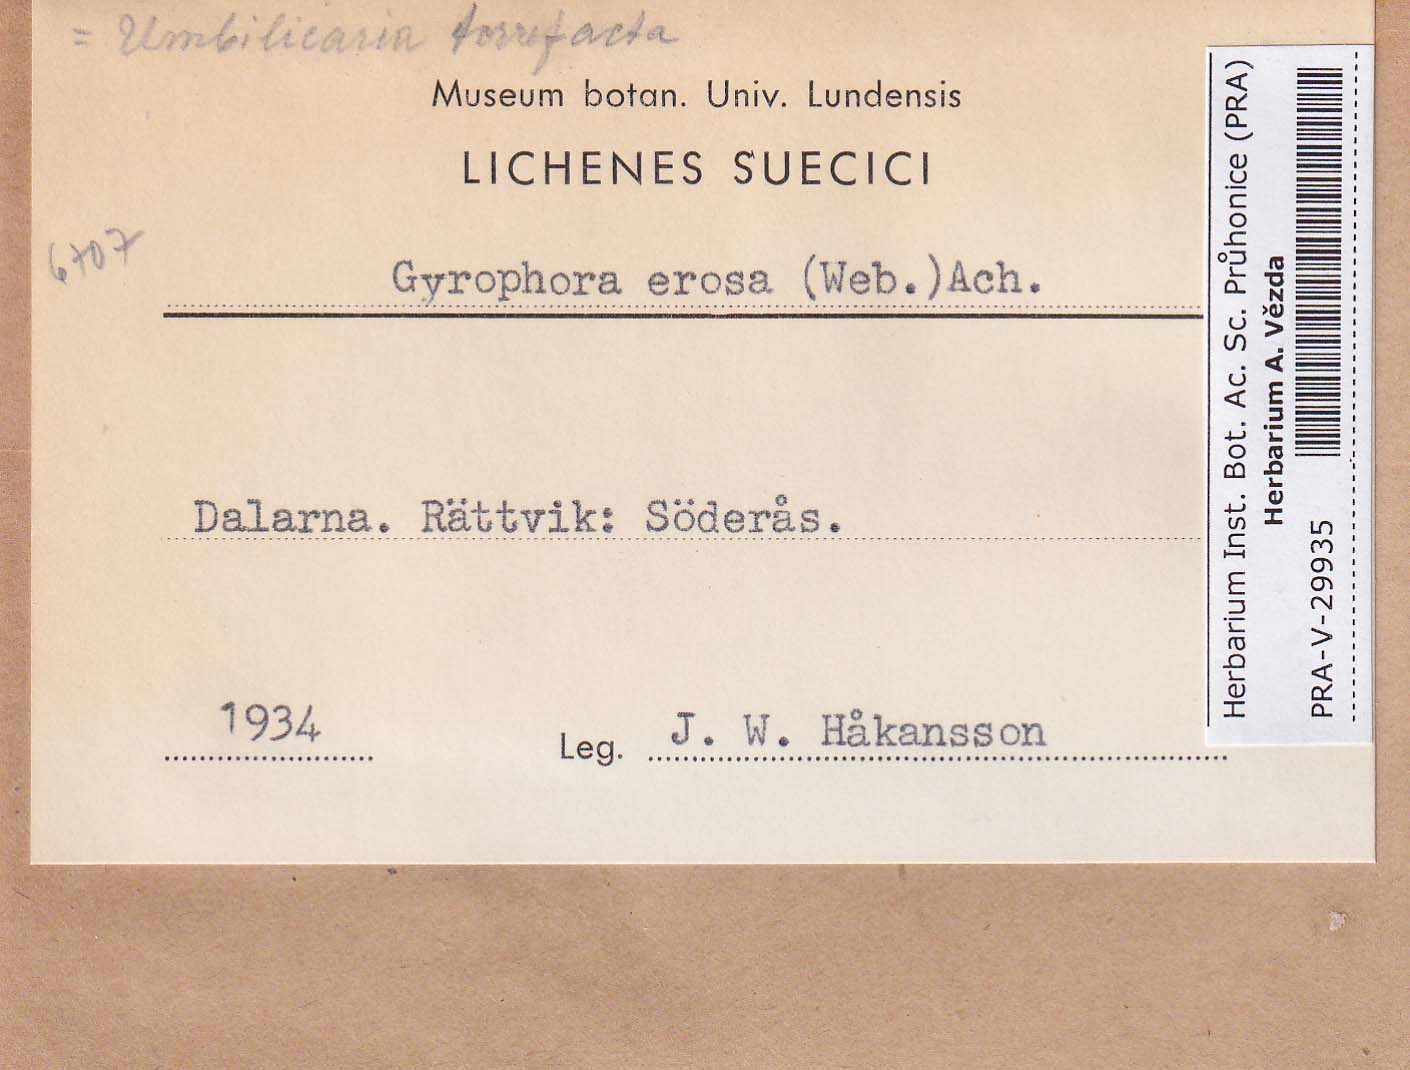 = Umbilicaria torrefacta
Museum botan. Univ. Lundensis
LICHENES SUECICI
6707
Gyrophora erosa (Web.)Ach.
Dalarna. Rättvik: Söderås.
1934
Leg. J. W. Håkansson
Herbarium Inst. Bot. Ac. Sc. Průhonice (PRA)
Herbarium A. Vězda
PRA-V-29935